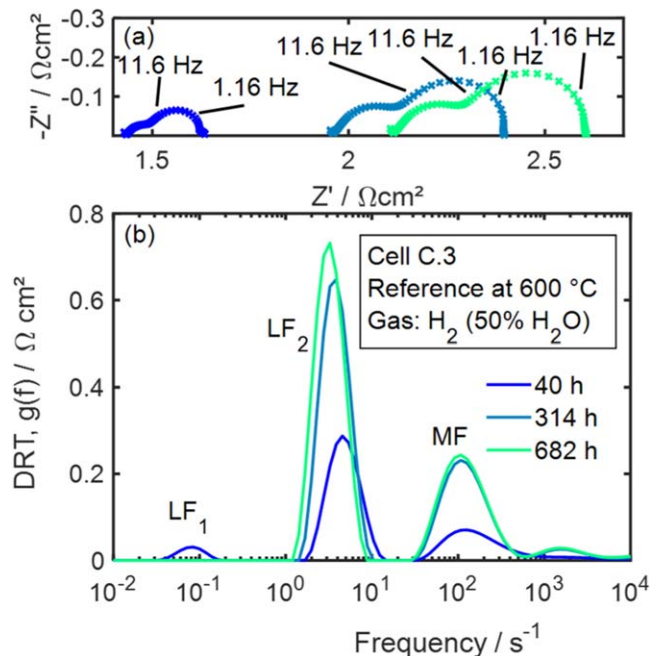 -0.3
(a)
11.6 Hz
1.16 Hz
-0.2
11.6 Hz
11.6 Hz
1.16 Hz
1.16 Hz
-0.1
-Z'' / Ωcm²
1.5
2
2.5
Z' / Ωcm²
0.8
(b)
Cell C.3
Reference at 600 °C
Gas: H₂ (50% H₂O)
0.6
LF₂
40 h
0.4
314 h
MF
682 h
0.2
LF₁
0
DRT, g(f) / Ω cm²
10⁻²
10⁻¹
10⁰
10¹
10²
10³
10⁴
Frequency / s⁻¹